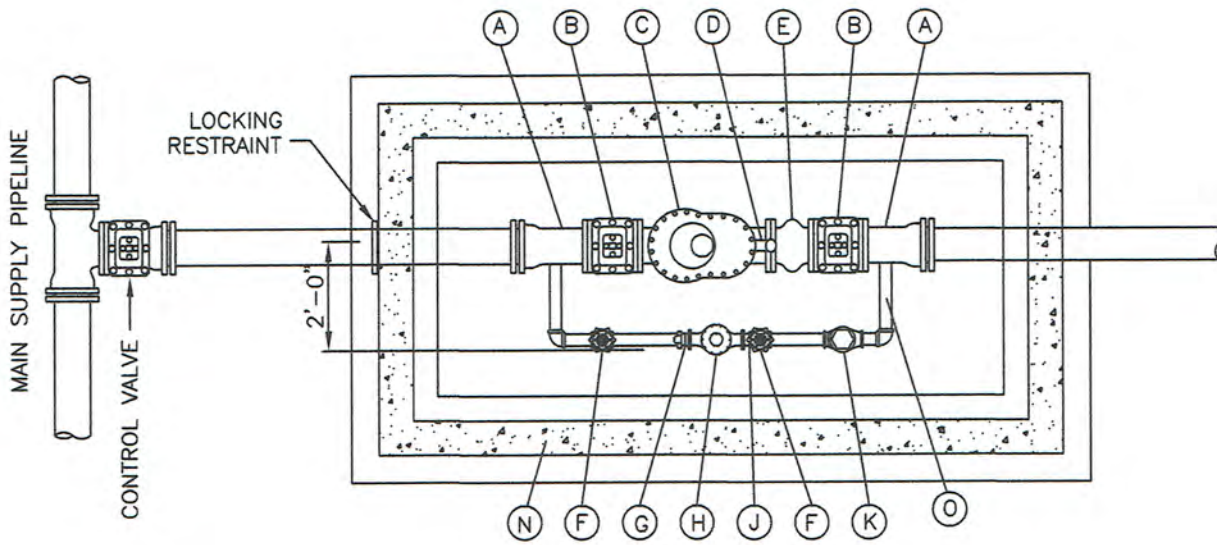 A B C D E B A
LOCKING
RESTRAINT
MAIN SUPPLY PIPELINE
CONTROL VALVE
2'-0"
N F G H J F K O